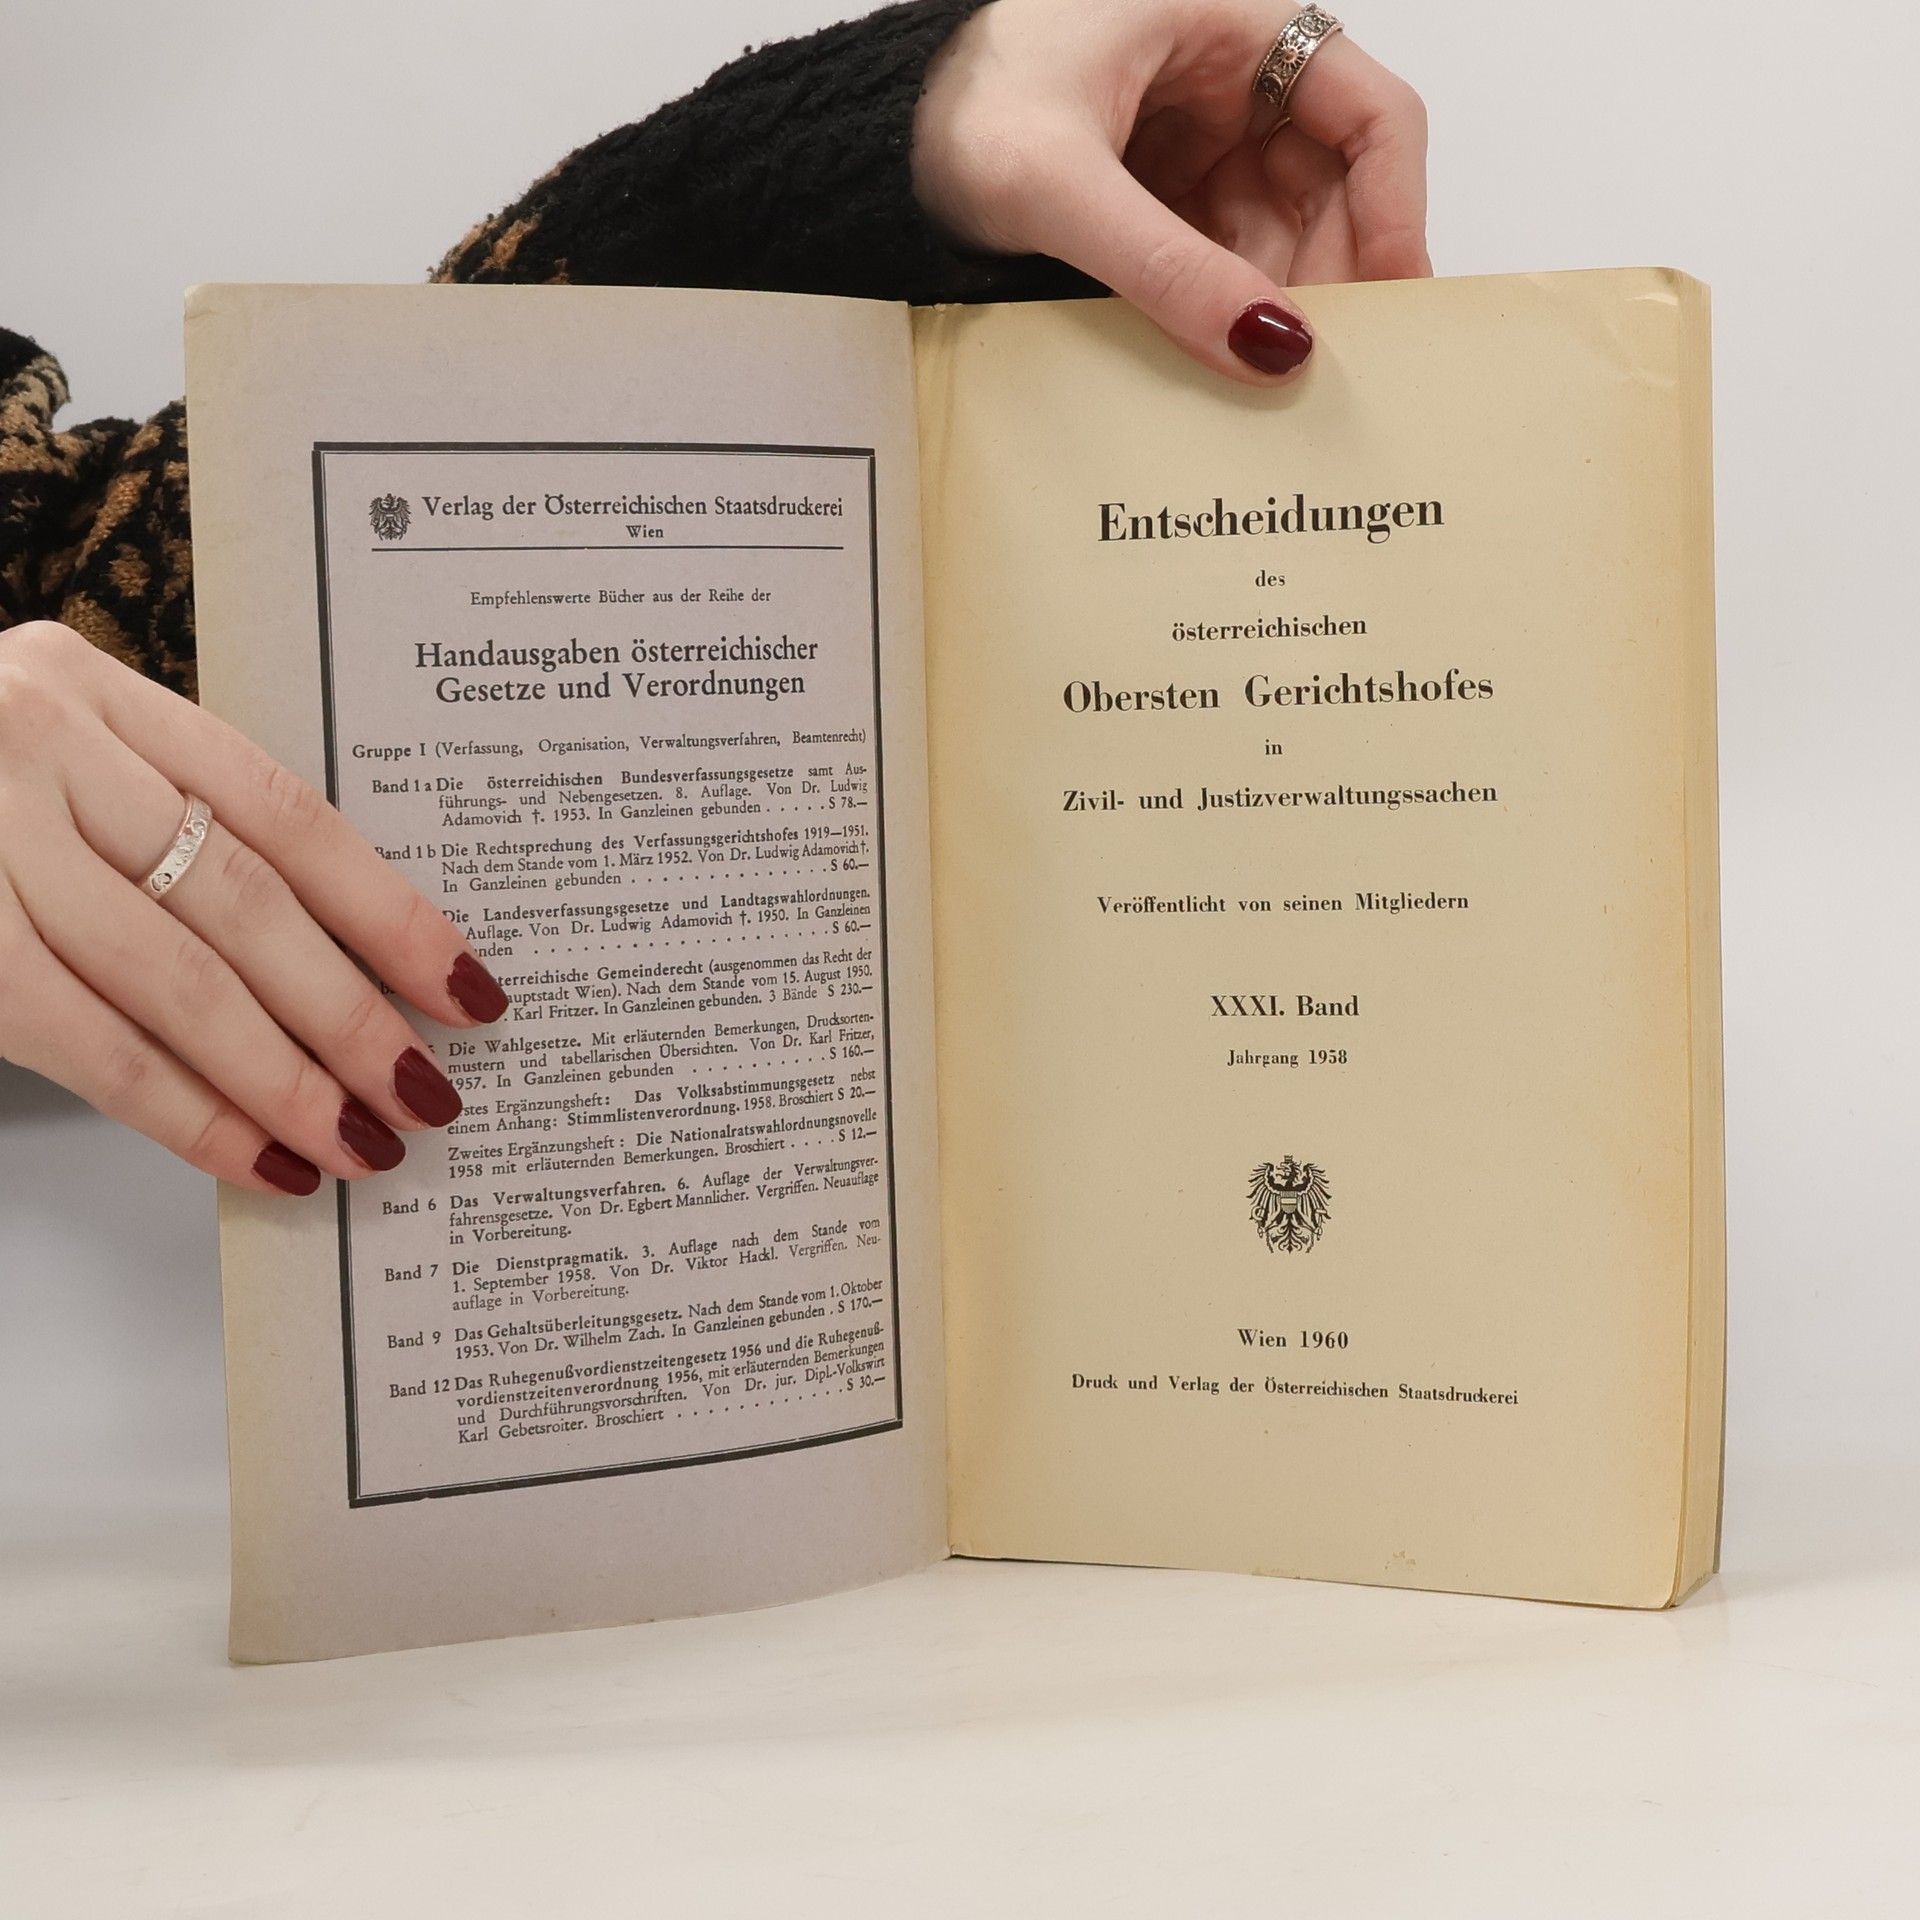 Verlag der Österreichischen Staatsdruckerei
Wien
Empfehlenswerte Bücher aus der Reihe der
Handausgaben österreichischer
Gesetze und Verordnungen
Gruppe I (Verfassung, Organisation, Verwaltungsverfahren, Beamtenrecht)
Band 1 a Die österreichischen Bundesverfassungsgesetze samt Aus-
führungs- und Nebengesetzen. 8. Auflage. Von Dr. Ludwig
Adamovich †. 1953. In Ganzleinen gebunden . . . . . S 78.—
Band 1 b Die Rechtsprechung des Verfassungsgerichtshofes 1919—1951.
Nach dem Stande vom 1. März 1952. Von Dr. Ludwig Adamovich †.
In Ganzleinen gebunden . . . . . . . . . . . . . . S 60.—
Die Landesverfassungsgesetze und Landtagswahlordnungen.
Auflage. Von Dr. Ludwig Adamovich †. 1950. In Ganzleinen
nden . . . . . . . . . . . . . . . . . . . . S 60.—
terreichische Gemeinderecht (ausgenommen das Recht der
auptstadt Wien). Nach dem Stande vom 15. August 1950.
. Karl Fritzer. In Ganzleinen gebunden. 3 Bände S 230.—
Die Wahlgesetze. Mit erläuternden Bemerkungen, Drucksorten-
mustern und tabellarischen Übersichten. Von Dr. Karl Fritzer,
1957. In Ganzleinen gebunden . . . . . . . . . . S 160.—
rstes Ergänzungsheft: Das Volksabstimmungsgesetz nebst
einem Anhang: Stimmlistenverordnung. 1958. Broschiert S 20.—
Zweites Ergänzungsheft: Die Nationalratswahlordnungsnovelle
1958 mit erläuternden Bemerkungen. Broschiert . . . . S 12.—
Band 6 Das Verwaltungsverfahren. 6. Auflage der Verwaltungsver-
fahrensgesetze. Von Dr. Egbert Mannlicher. Vergriffen. Neuauflage
in Vorbereitung.
Band 7 Die Dienstpragmatik. 3. Auflage nach dem Stande vom
1. September 1958. Von Dr. Viktor Hackl. Vergriffen. Neu-
auflage in Vorbereitung.
Band 9 Das Gehaltsüberleitungsgesetz. Nach dem Stande vom 1. Oktober
1953. Von Dr. Wilhelm Zach. In Ganzleinen gebunden . S 170.—
Band 12 Das Ruhegenußvordienstzeitengesetz 1956 und die Ruhegenuß-
vordienstzeitenverordnung 1956, mit erläuternden Bemerkungen
und Durchführungsvorschriften. Von Dr. jur. Dipl.-Volkswirt
Karl Gebetsroiter. Broschiert . . . . . . . . . . . . S 30.—
Entscheidungen
des
österreichischen
Obersten Gerichtshofes
in
Zivil- und Justizverwaltungssachen
Veröffentlicht von seinen Mitgliedern
XXXI. Band
Jahrgang 1958
Wien 1960
Druck und Verlag der Österreichischen Staatsdruckerei